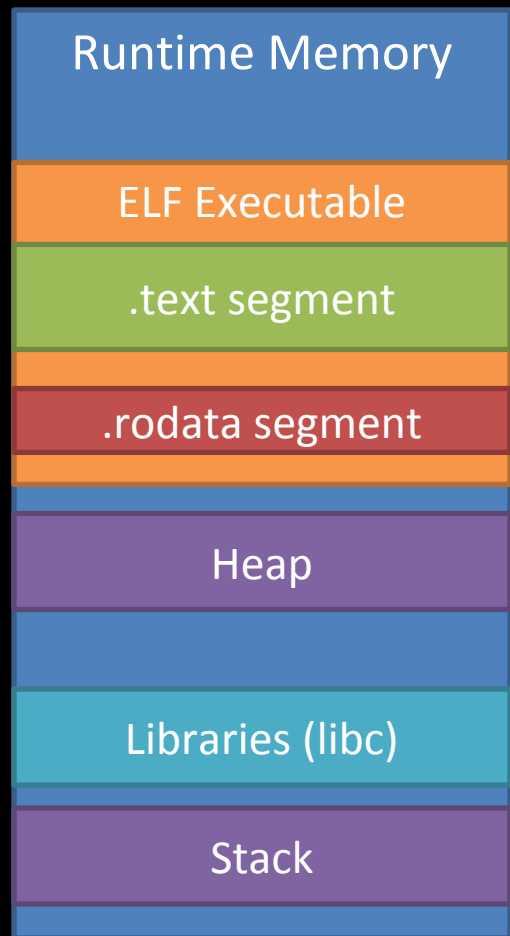 Runtime Memory
ELF Executable
.text segment
.rodata segment
Heap
Libraries (libc)
Stack